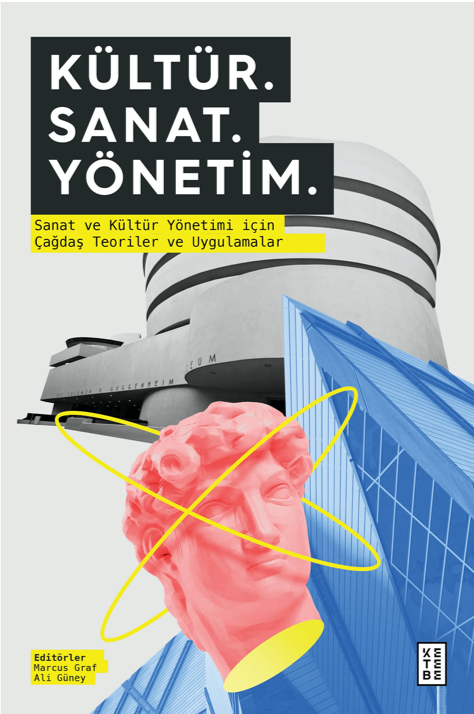 KÜLTÜR.
SANAT.
YÖNETİM.
Sanat ve Kültür Yönetimi için
Çağdaş Teoriler ve Uygulamalar
GUGGENHEIM
Editörler
Marcus Graf
Ali Güney
KETEBE